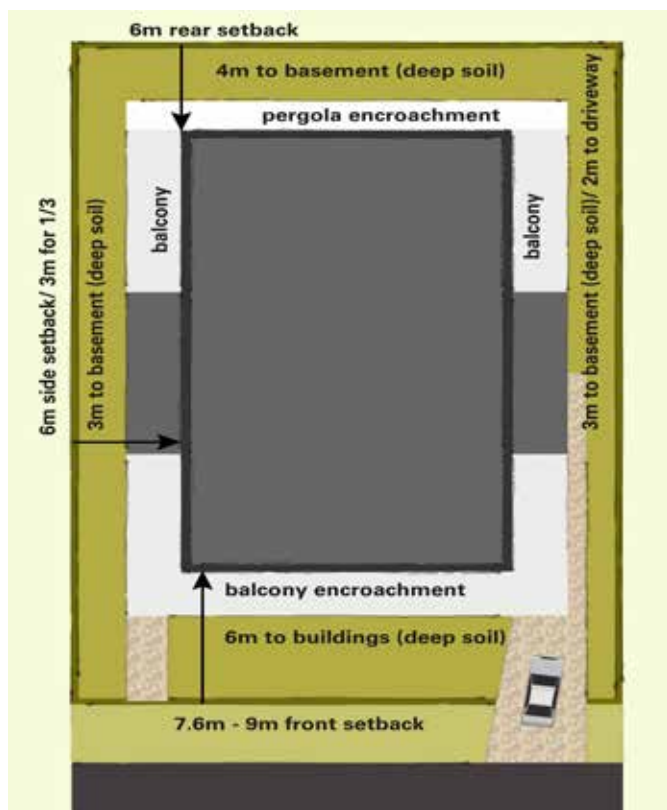 6m rear setback
4m to basement (deep soil)
pergola encroachment
6m side setback/ 3m for 1/3
3m to basement (deep soil)
balcony
balcony
3m to basement (deep soil)/ 2m to driveway
balcony encroachment
6m to buildings (deep soil)
7.6m - 9m front setback